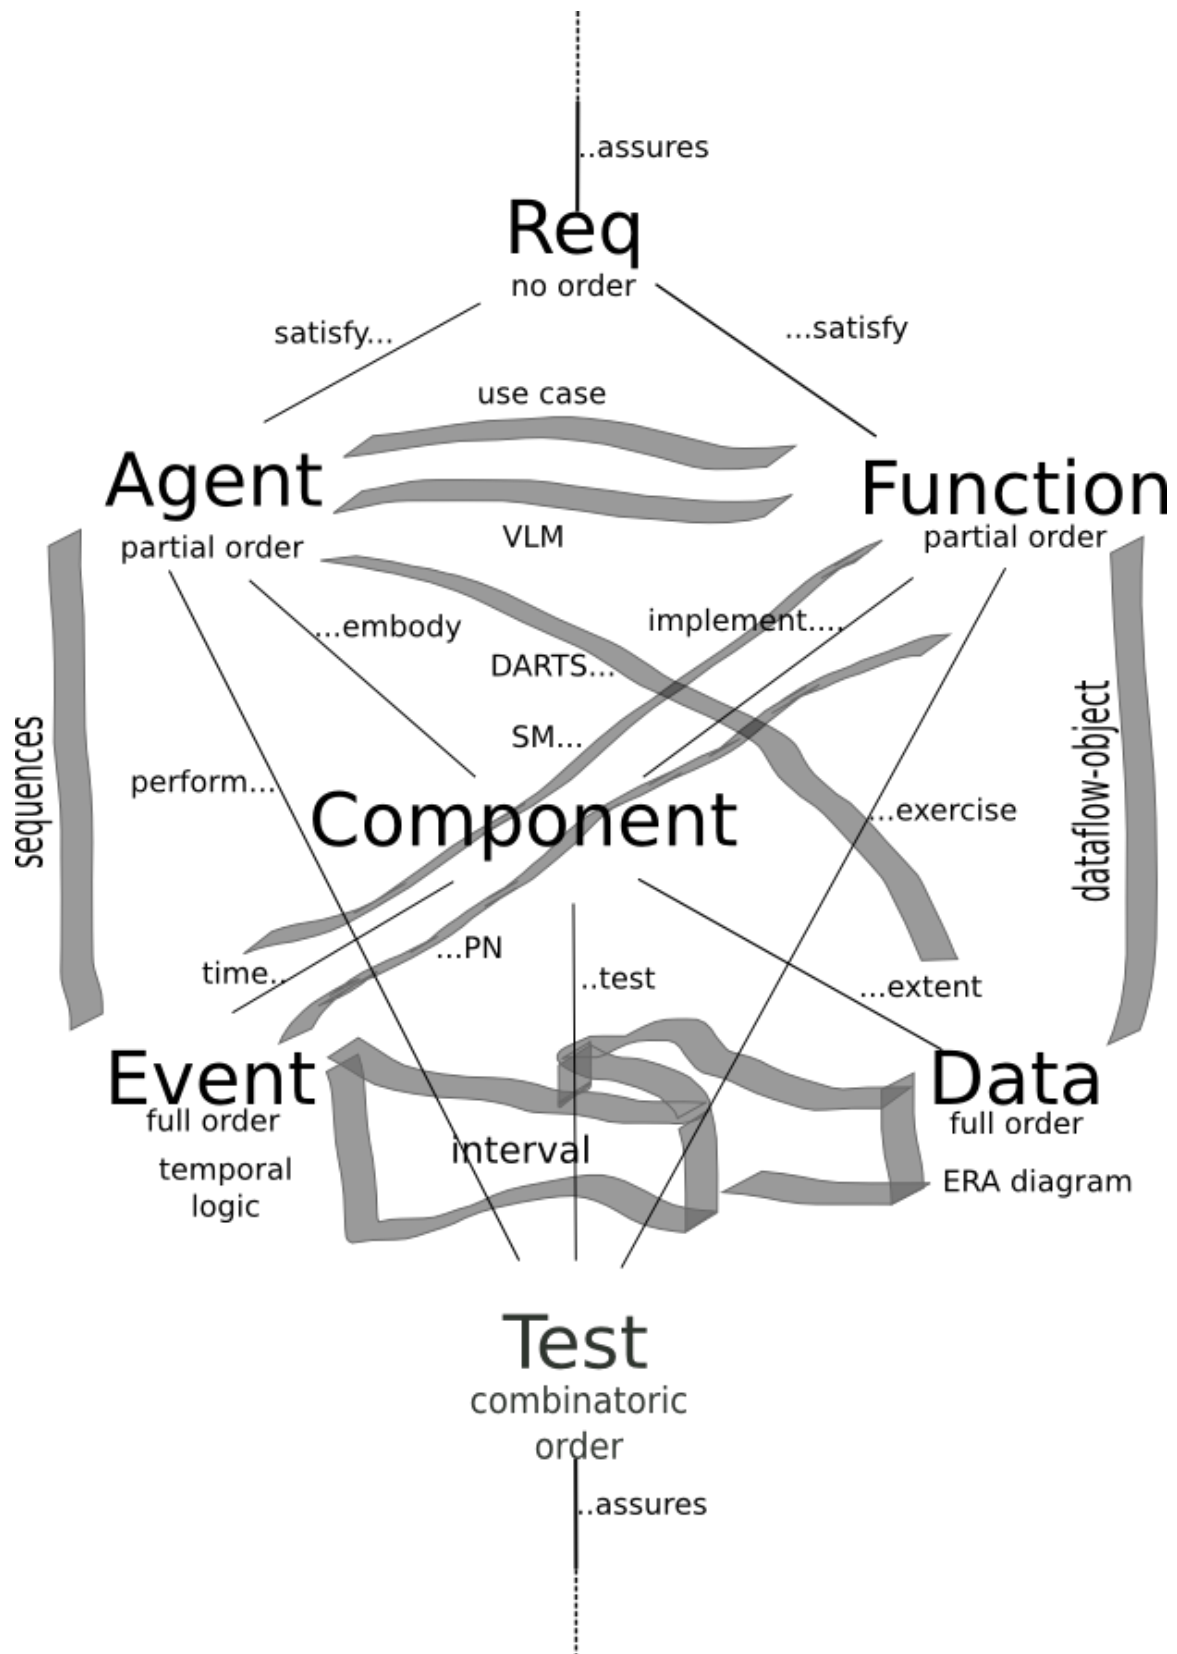 ..assures
Req
no order
satisfy...
...satisfy
use case
Agent
Function
partial order
partial order
VLM
...embody
implement....
DARTS...
SM...
sequences
dataflow-object
perform...
Component
...exercise
...PN
time..
..test
...extent
Event
Data
full order
full order
interval
temporal
logic
ERA diagram
Test
combinatoric
order
..assures